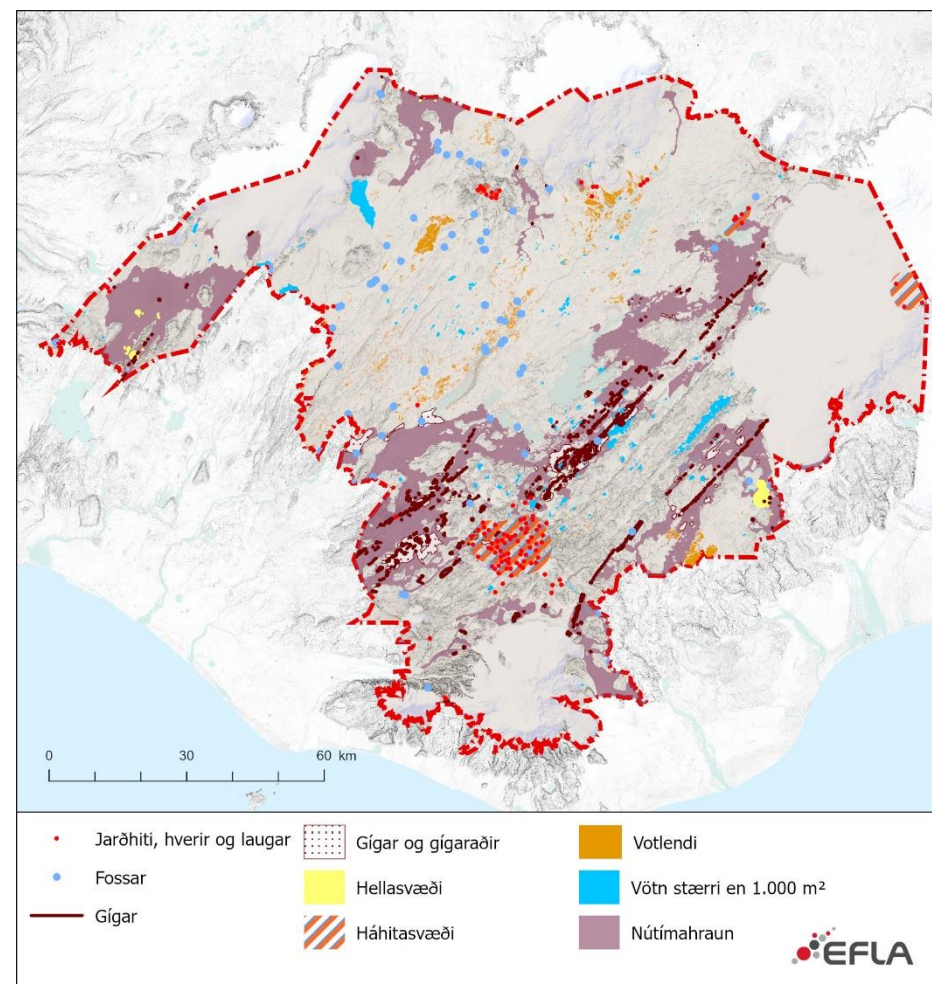 0 30 60 km
Jarðhiti, hverir og laugar
Fossar
Gígar
Gígar og gígaraðir
Hellasvæði
Háhitasvæði
Votlendi
Vötn stærri en 1.000 m²
Nútímahraun
EFLA